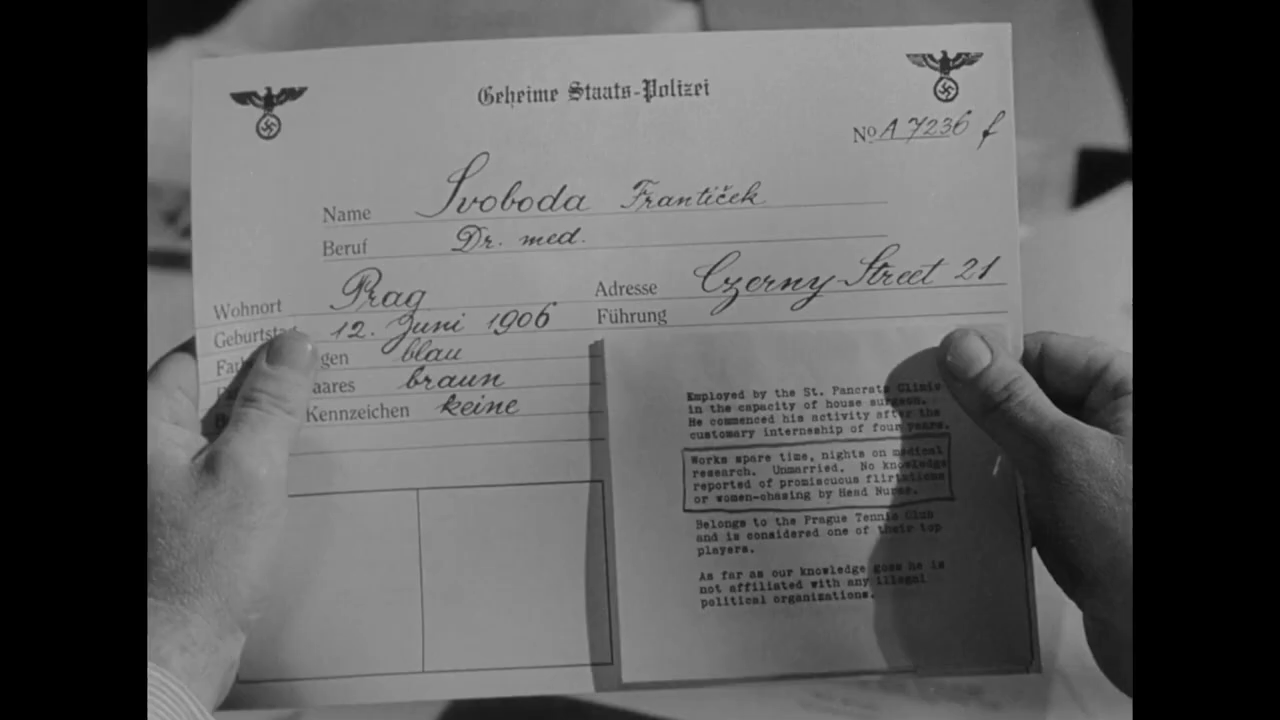 Geheime Staats-Polizei
No A 7236 f
Name Svoboda Frantiček
Beruf Dr. med.
Wohnort Prag
Adresse Czerny-Street 21
Geburtsta 12. Juni 1906
Führung
Far gen blau
aares braun
Kennzeichen keine
Employed by the St. Pancrats Clinic
in the capacity of house surgeon.
He commenced his activity after the
customary interneship of four years.
Works spare time, nights on medical
research. Unmarried. No knowledge
reported of promiscuous flirtations
or women-chasing by Head Nurse.
Belongs to the Prague Tennis Club
and is considered one of their top
players.
As far as our knowledge goes he is
not affiliated with any illegal
political organizations.